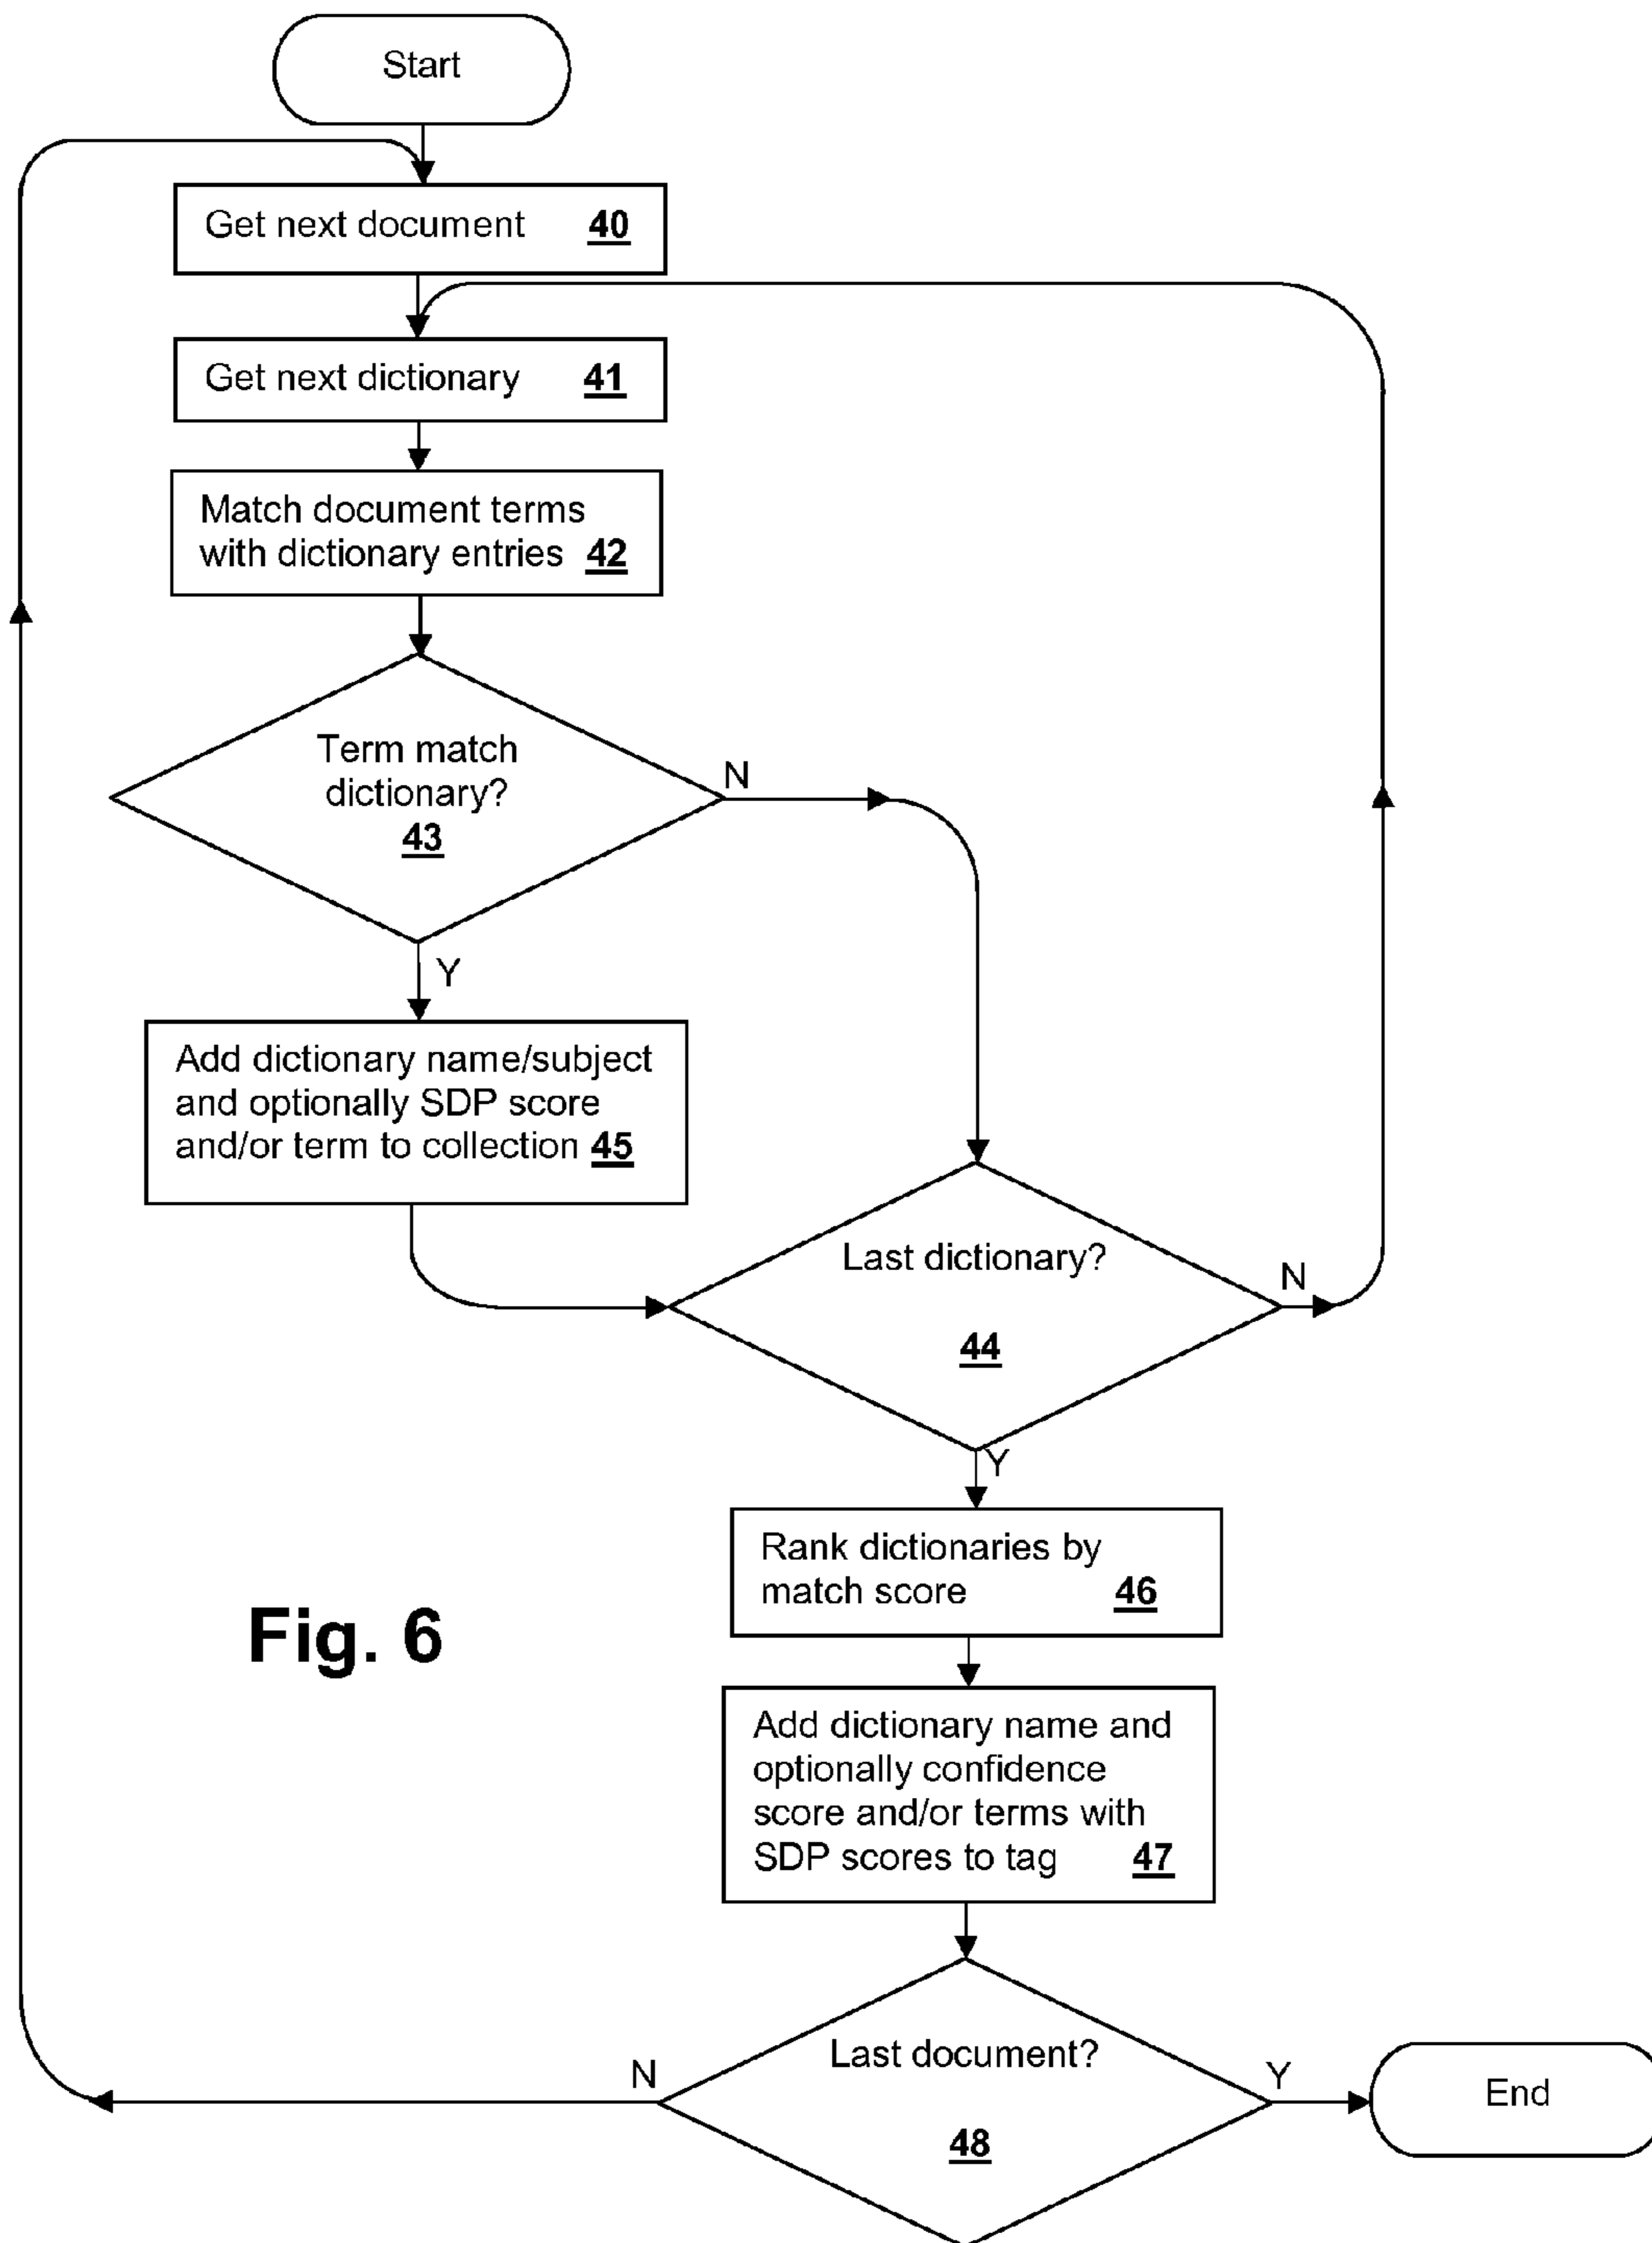 Start
Get next document 40
Get next dictionary 41
Match document terms
with dictionary entries 42
Term match
dictionary?
43
N
Y
Add dictionary name/subject
and optionally SDP score
and/or term to collection 45
Last dictionary?
N
44
Y
Rank dictionaries by
match score 46
Fig. 6
Add dictionary name and
optionally confidence
score and/or terms with
SDP scores to tag 47
Last document?
N
Y
48
End